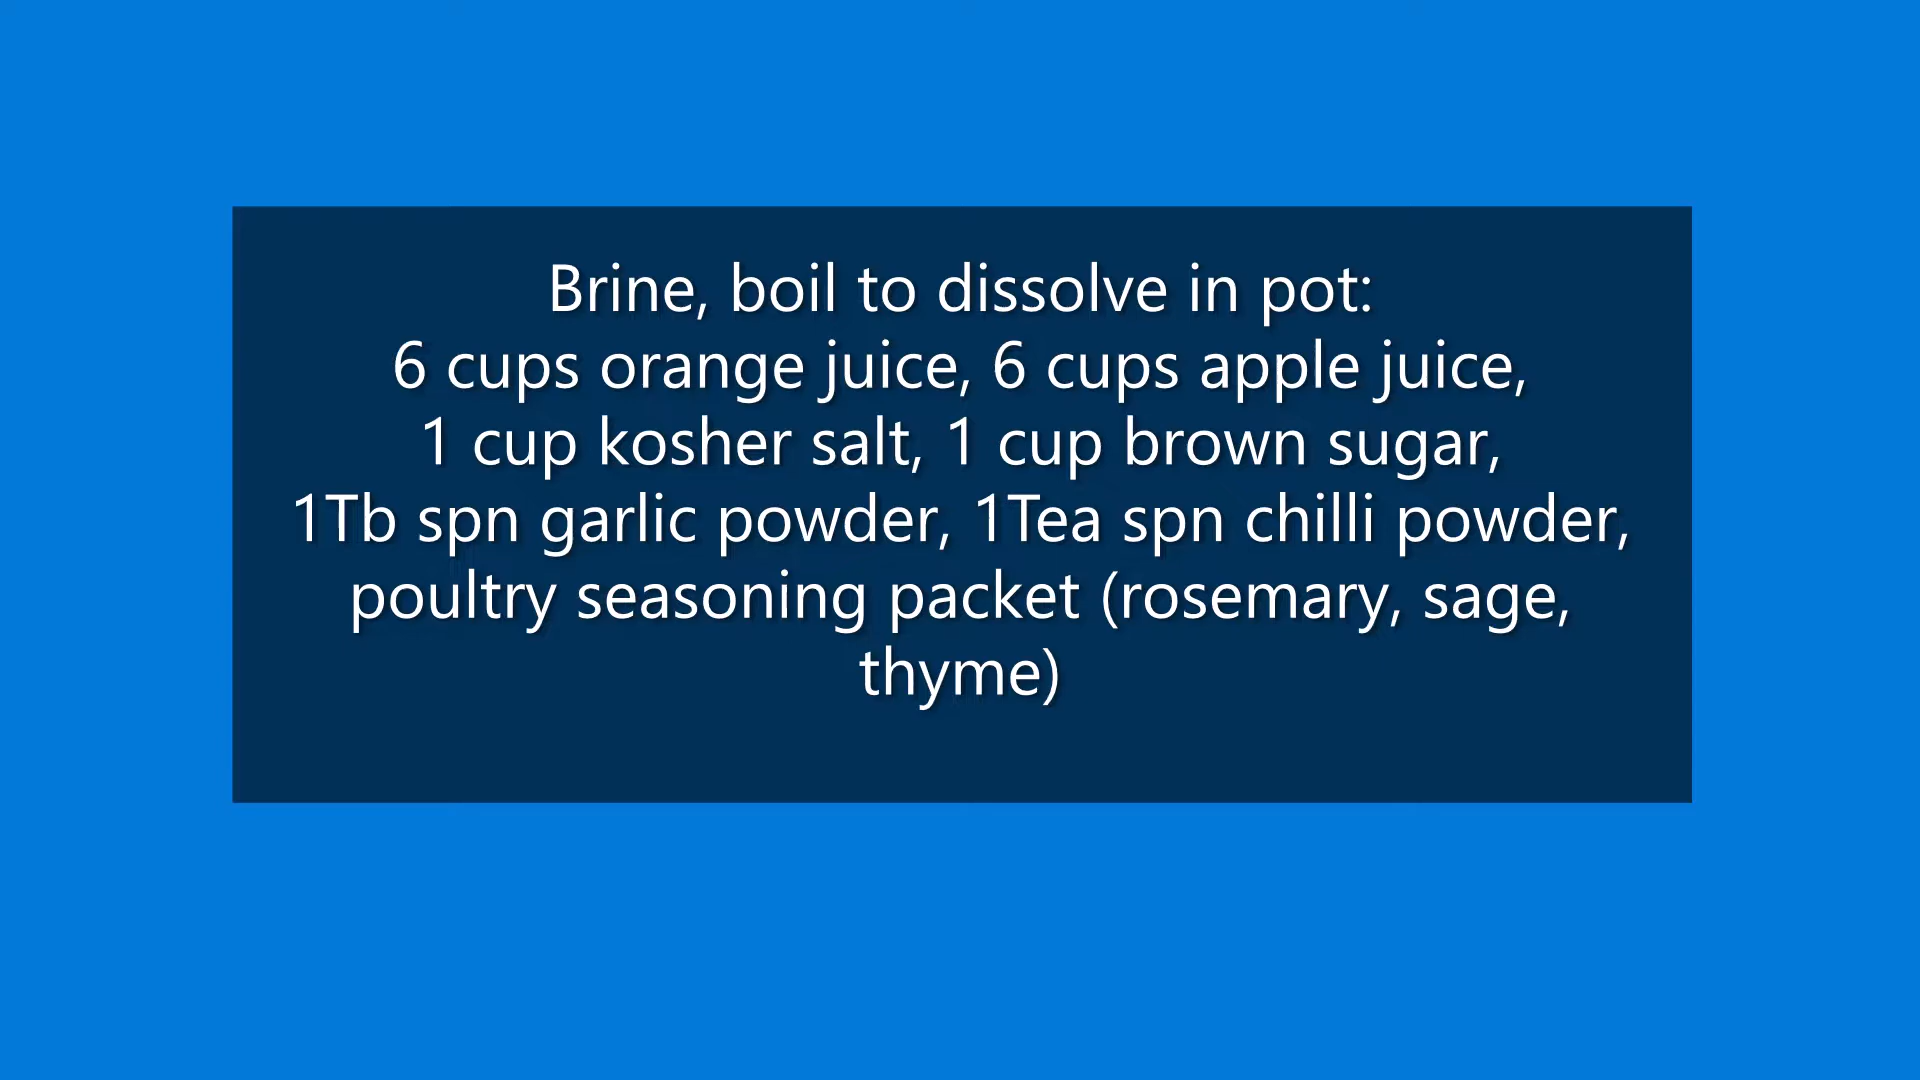 Brine, boil to dissolve in pot:
6 cups orange juice, 6 cups apple juice,
1 cup kosher salt, 1 cup brown sugar,
1Tb spn garlic powder, 1Tea spn chilli powder,
poultry seasoning packet (rosemary, sage,
thyme)